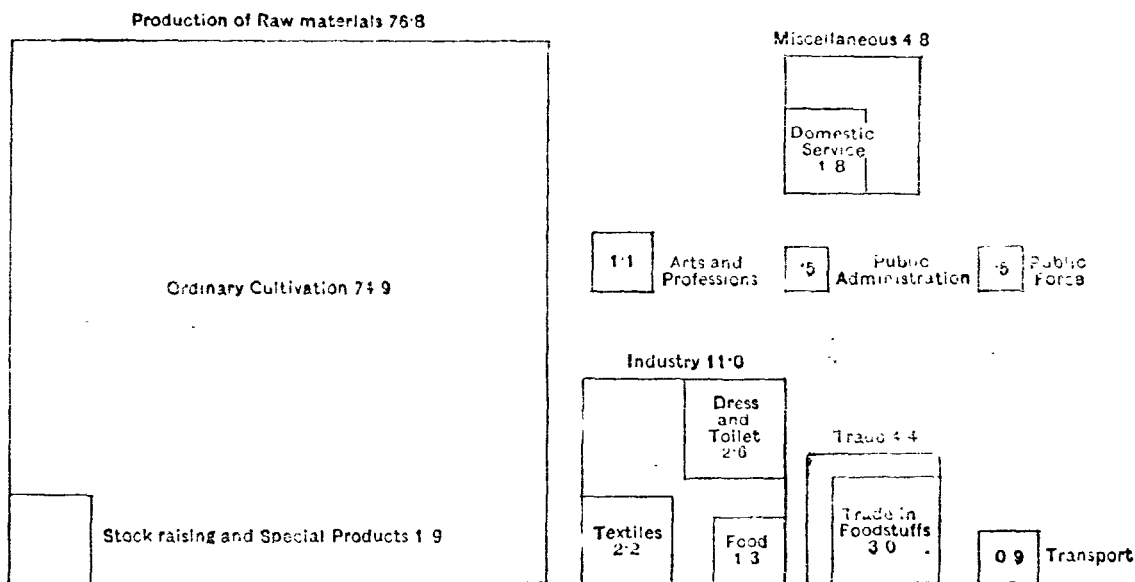 Production of Raw materials 76·8
Miscellaneous 4 8
Domestic
Service
1 8
1·1
Arts and
Professions
·5
Public
Administration
·5
Public
Force
Ordinary Cultivation 74 9
Industry 11·0
Dress
and
Toilet
2·6
Trade 4·4
Stock raising and Special Products 1 9
Textiles
2·2
Food
1 3
Trade in
Foodstuffs
3 0
0 9
Transport